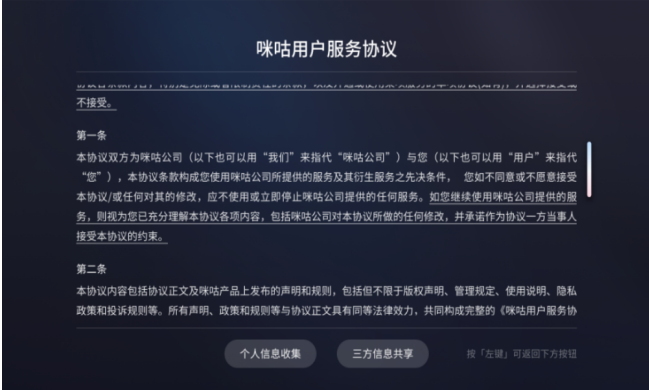 咪咕用户服务协议
不接受。
第一条
本协议双方为咪咕公司（以下也可以用“我们”来指代“咪咕公司”）与您（以下也可以用“用户”来指代
“您”），本协议条款构成您使用咪咕公司所提供的服务及其衍生服务之先决条件， 您如不同意或不愿意接受
本协议/或任何对其的修改，应不使用或立即停止咪咕公司提供的任何服务。如您继续使用咪咕公司提供的服
务，则视为您已充分理解本协议各项内容，包括咪咕公司对本协议所做的任何修改，并承诺作为协议一方当事人
接受本协议的约束。
第二条
本协议内容包括协议正文及咪咕产品上发布的声明和规则，包括但不限于版权声明、管理规定、使用说明、隐私
政策和投诉规则等。所有声明、政策和规则等与协议正文具有同等法律效力，共同构成完整的《咪咕用户服务协
个人信息收集
三方信息共享
按「左键」可返回下方按钮